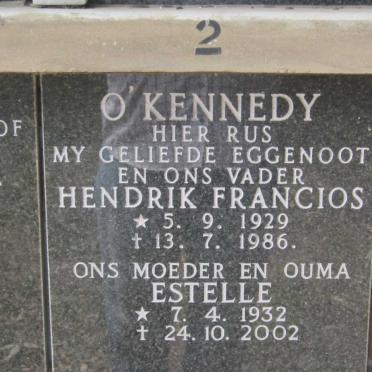 2
OF
O'KENNEDY
HIER RUS
MY GELIEFDE EGGENOOT
EN ONS VADER
HENDRIK FRANCIOS
★ 5. 9. 1929
† 13. 7. 1986.
ONS MOEDER EN OUMA
ESTELLE
★ 7. 4. 1932
† 24. 10. 2002